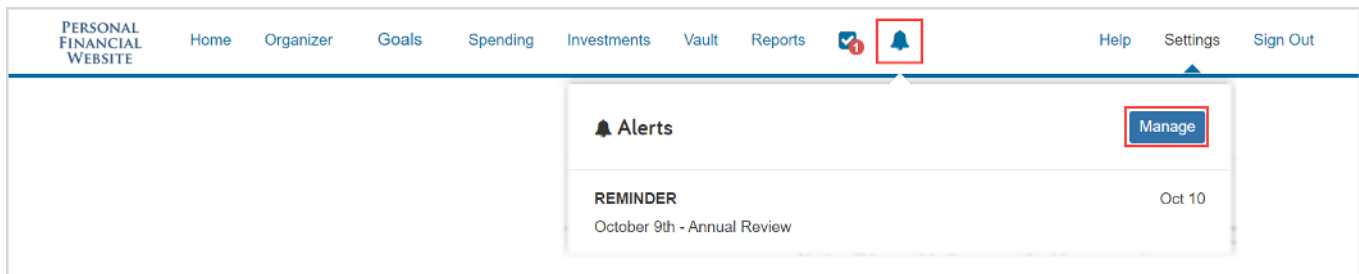 PERSONAL
FINANCIAL
WEBSITE
Home Organizer Goals Spending Investments Vault Reports 1 Help Settings Sign Out
Alerts Manage
REMINDER Oct 10
October 9th - Annual Review